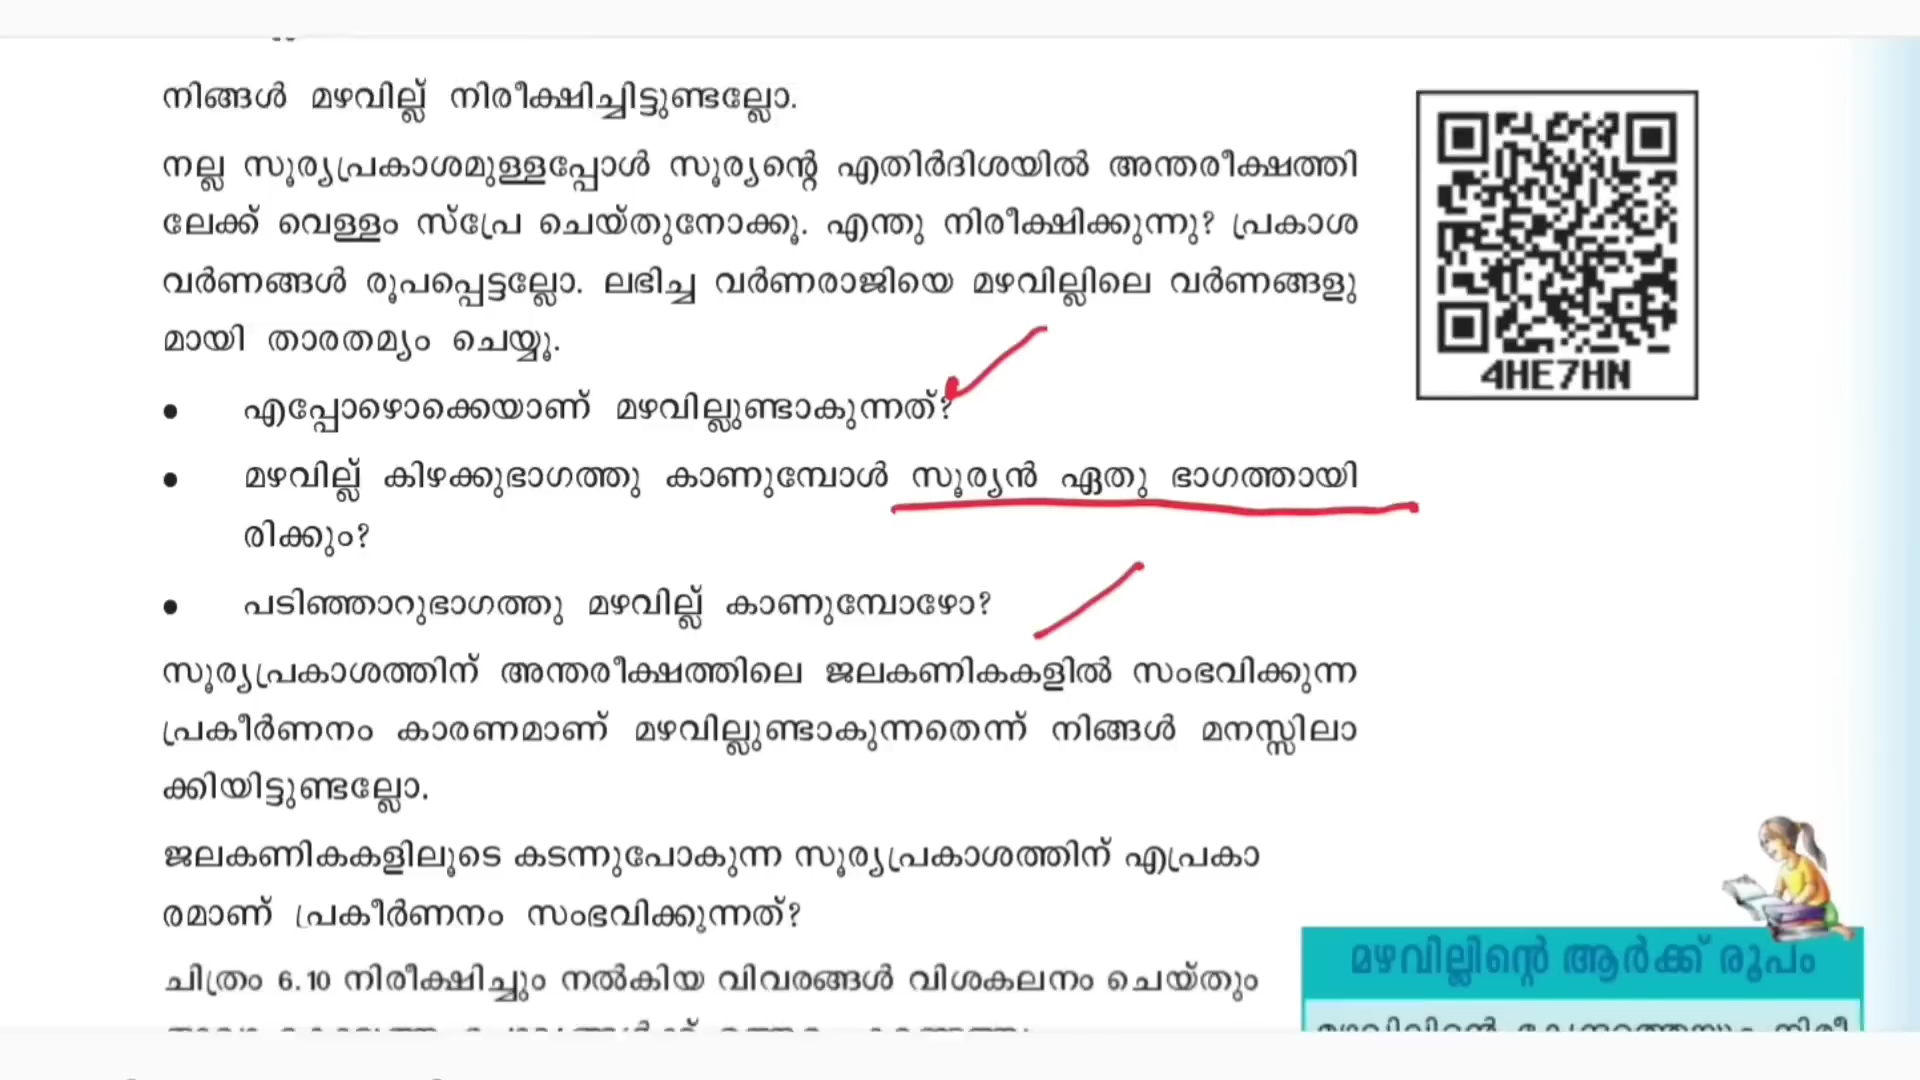 നിങ്ങൾ മഴവില്ല് നിരീക്ഷിച്ചിട്ടുണ്ടല്ലോ.
നല്ല സൂര്യപ്രകാശമുള്ളപ്പോൾ സൂര്യന്റെ എതിർദിശയിൽ അന്തരീക്ഷത്തി
ലേക്ക് വെള്ളം സ്പ്രേ ചെയ്തുനോക്കൂ. എന്തു നിരീക്ഷിക്കുന്നു? പ്രകാശ
വർണങ്ങൾ രൂപപ്പെട്ടല്ലോ. ലഭിച്ച വർണരാജിയെ മഴവില്ലിലെ വർണങ്ങളു
മായി താരതമ്യം ചെയ്യൂ.
4HE7HN
• എപ്പോഴൊക്കെയാണ് മഴവില്ലുണ്ടാകുന്നത്?
• മഴവില്ല് കിഴക്കുഭാഗത്തു കാണുമ്പോൾ സൂര്യൻ ഏതു ഭാഗത്തായി
രിക്കും?
• പടിഞ്ഞാറുഭാഗത്തു മഴവില്ല് കാണുമ്പോഴോ?
സൂര്യപ്രകാശത്തിന് അന്തരീക്ഷത്തിലെ ജലകണികകളിൽ സംഭവിക്കുന്ന
പ്രകീർണനം കാരണമാണ് മഴവില്ലുണ്ടാകുന്നതെന്ന് നിങ്ങൾ മനസ്സിലാ
ക്കിയിട്ടുണ്ടല്ലോ.
ജലകണികകളിലൂടെ കടന്നുപോകുന്ന സൂര്യപ്രകാശത്തിന് എപ്രകാ
രമാണ് പ്രകീർണനം സംഭവിക്കുന്നത്?
ചിത്രം 6.10 നിരീക്ഷിച്ചും നൽകിയ വിവരങ്ങൾ വിശകലനം ചെയ്തും
മഴവില്ലിന്റെ ആർക്ക് രൂപം